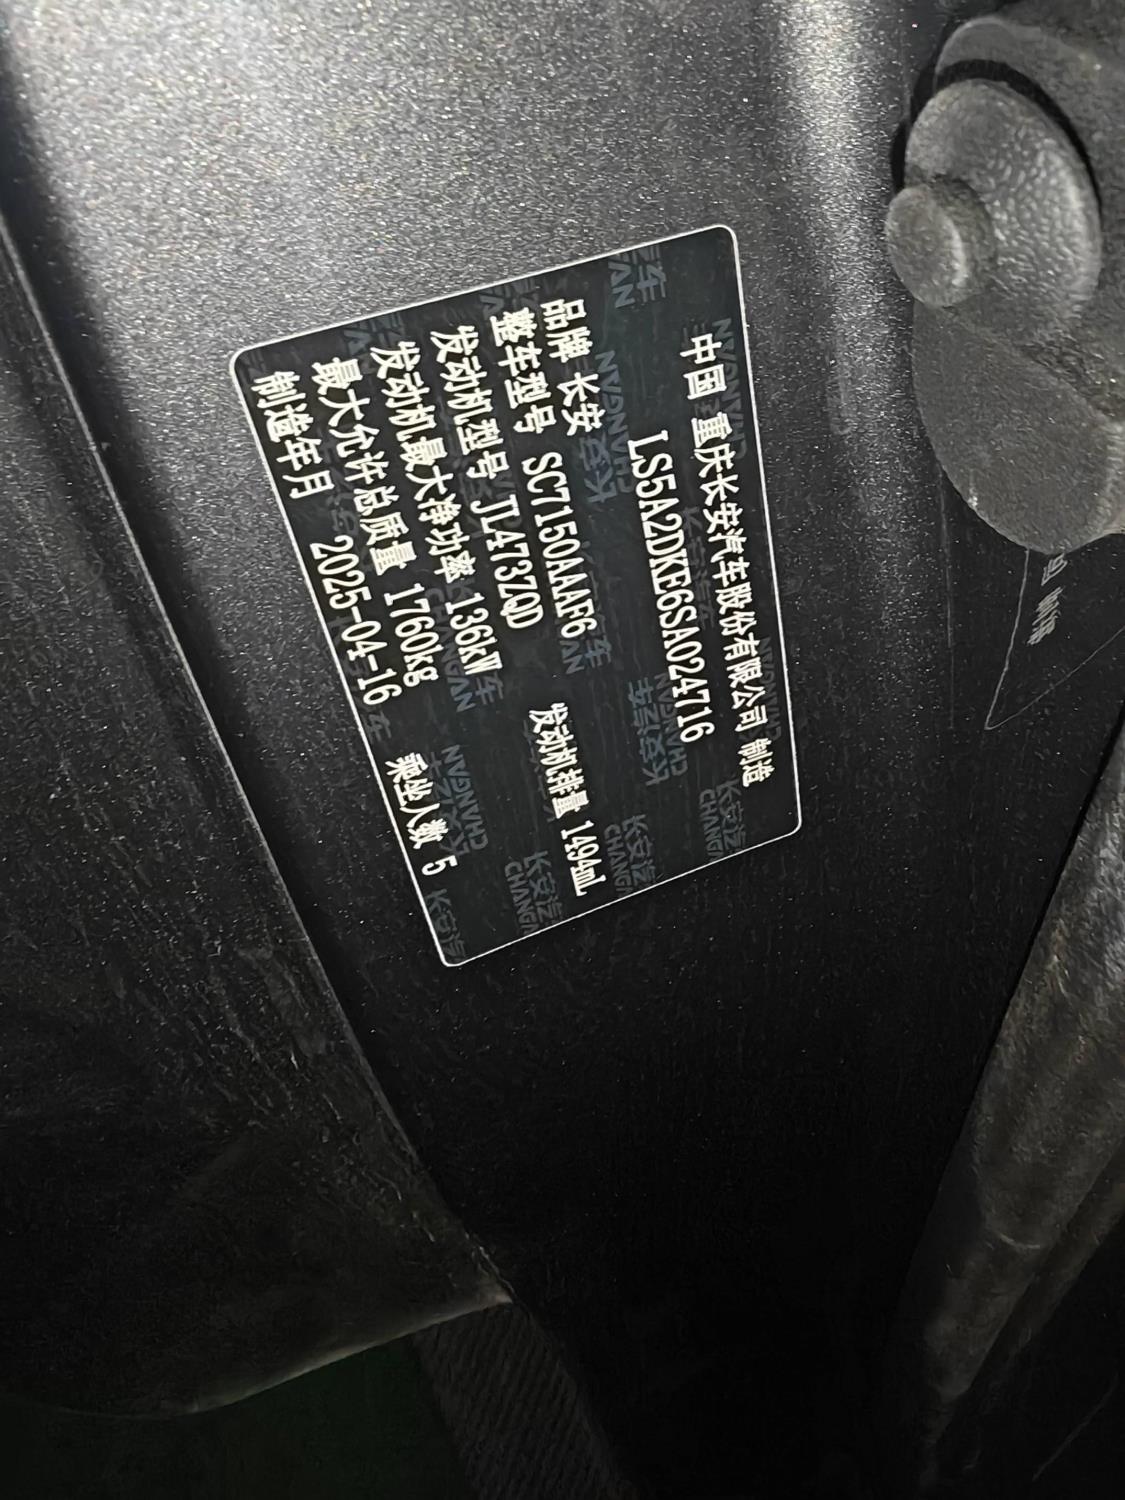 中国 重庆长安汽车股份有限公司 制造
LS5A2DKE6SA024716
品牌 长安
整车型号 SC7150AAAF6
发动机型号 JL473ZQD 发动机排量 1494mL
发动机最大净功率 136kW
最大允许总质量 1760kg
制造年月 2025-04-16 乘坐人数 5